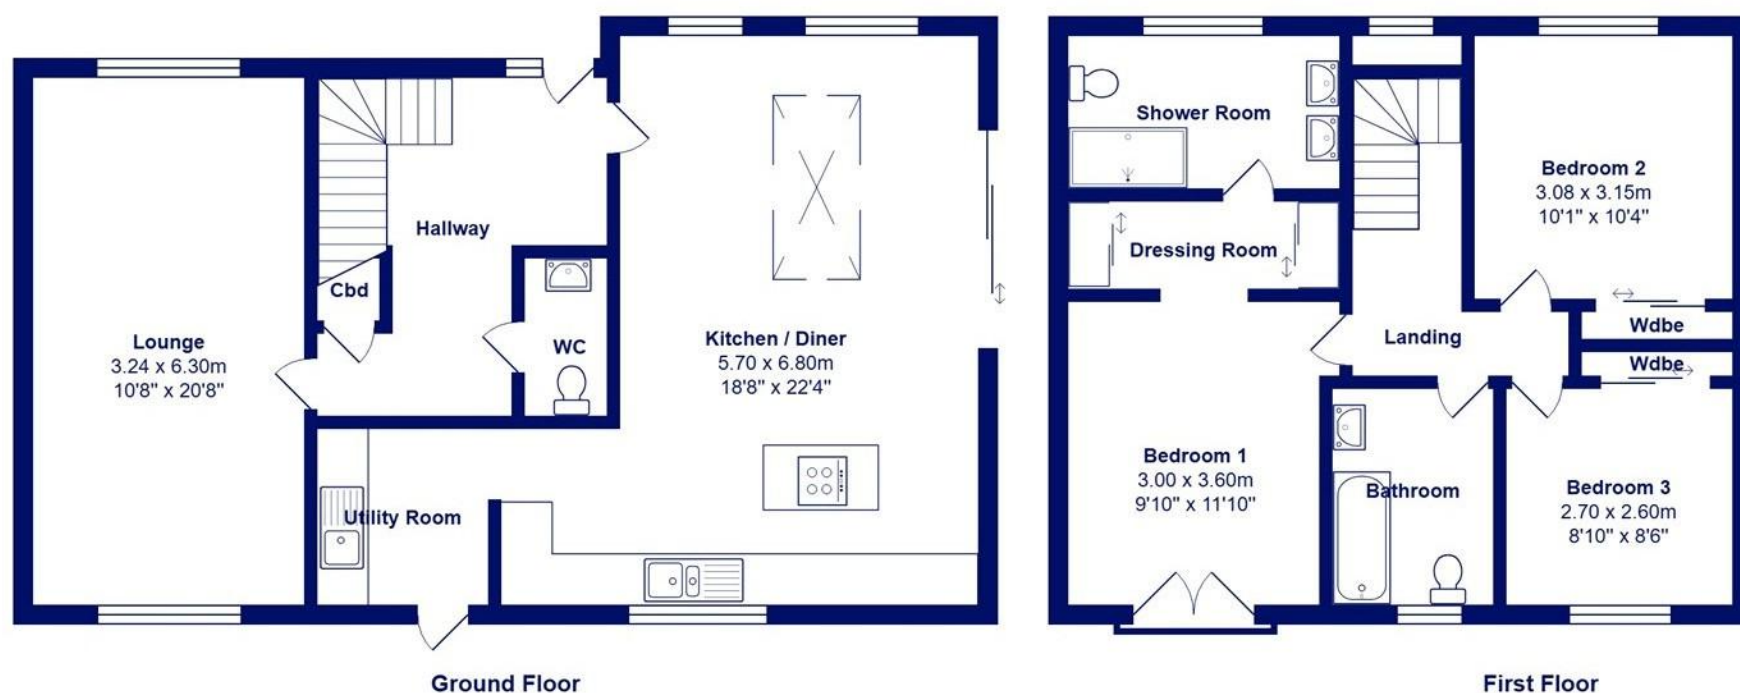 Lounge
3.24 x 6.30m
10'8" x 20'8"
Hallway
Cbd
WC
Utility Room
Kitchen / Diner
5.70 x 6.80m
18'8" x 22'4"
Ground Floor
Shower Room
Dressing Room
Bedroom 1
3.00 x 3.60m
9'10" x 11'10"
Landing
Bathroom
Bedroom 2
3.08 x 3.15m
10'1" x 10'4"
Wdbe
Wdbe
Bedroom 3
2.70 x 2.60m
8'10" x 8'6"
First Floor